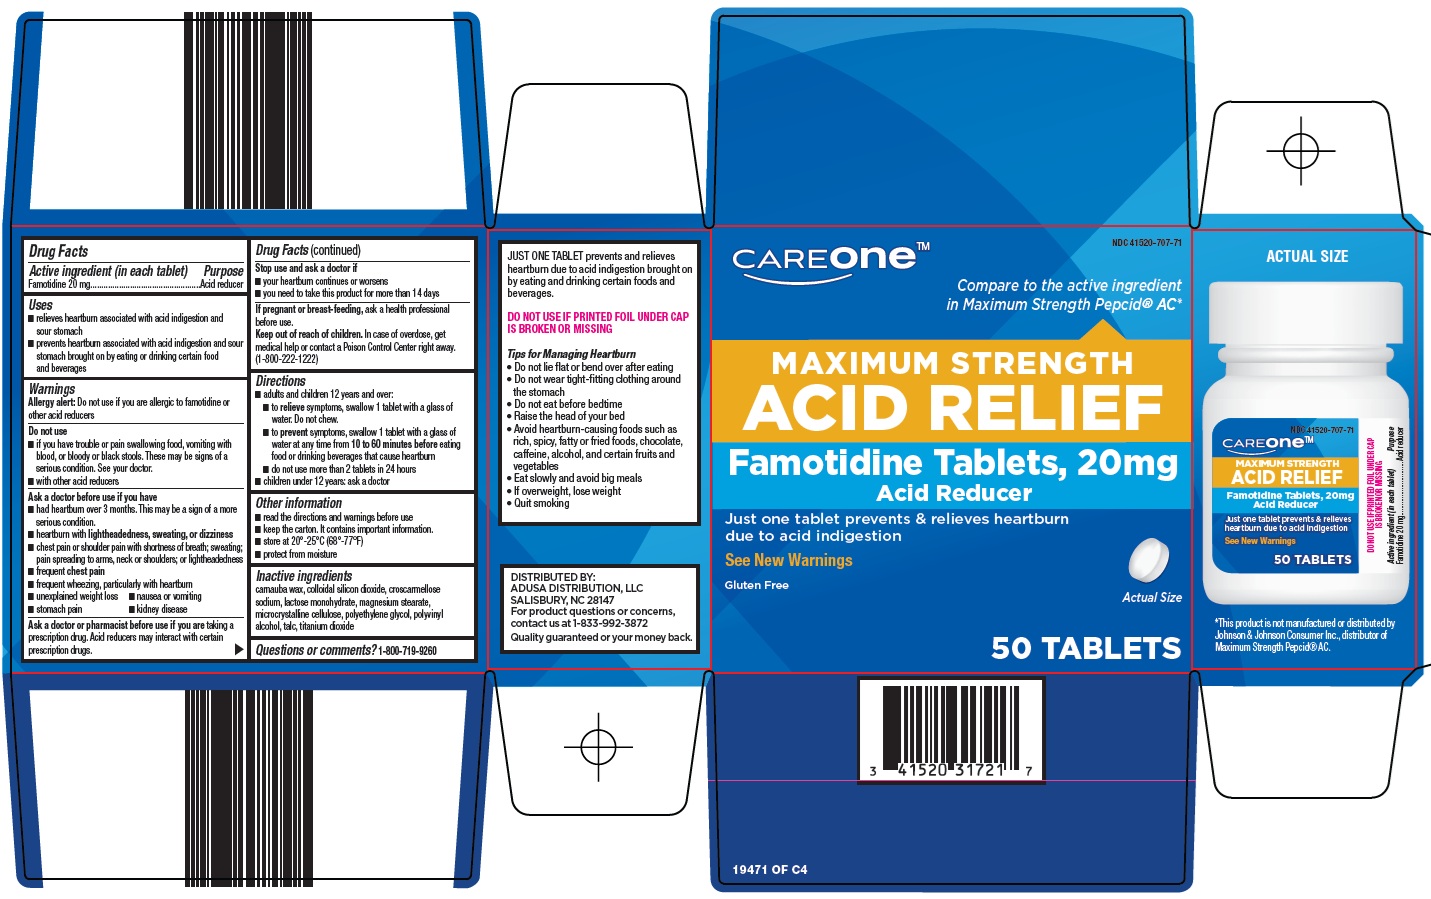 Drug Facts
Active ingredient (in each tablet) Purpose
Famotidine 20 mg..................................................Acid reducer
Uses
■ relieves heartburn associated with acid indigestion and
sour stomach
■ prevents heartburn associated with acid indigestion and sour
stomach brought on by eating or drinking certain food
and beverages
Warnings
Allergy alert: Do not use if you are allergic to famotidine or
other acid reducers
Do not use
■ if you have trouble or pain swallowing food, vomiting with
blood, or bloody or black stools. These may be signs of a
serious condition. See your doctor.
■ with other acid reducers
Ask a doctor before use if you have
■ had heartburn over 3 months. This may be a sign of a more
serious condition.
■ heartburn with lightheadedness, sweating, or dizziness
■ chest pain or shoulder pain with shortness of breath; sweating;
pain spreading to arms, neck or shoulders; or lightheadedness
■ frequent chest pain
■ frequent wheezing, particularly with heartburn
■ unexplained weight loss ■ nausea or vomiting
■ stomach pain ■ kidney disease
Ask a doctor or pharmacist before use if you are taking a
prescription drug. Acid reducers may interact with certain
prescription drugs.
Drug Facts (continued)
Stop use and ask a doctor if
■ your heartburn continues or worsens
■ you need to take this product for more than 14 days
If pregnant or breast-feeding, ask a health professional
before use.
Keep out of reach of children. In case of overdose, get
medical help or contact a Poison Control Center right away.
(1-800-222-1222)
Directions
■ adults and children 12 years and over:
■ to relieve symptoms, swallow 1 tablet with a glass of
water. Do not chew.
■ to prevent symptoms, swallow 1 tablet with a glass of
water at any time from 10 to 60 minutes before eating
food or drinking beverages that cause heartburn
■ do not use more than 2 tablets in 24 hours
■ children under 12 years: ask a doctor
Other information
■ read the directions and warnings before use
■ keep the carton. It contains important information.
■ store at 20°-25°C (68°-77°F)
■ protect from moisture
Inactive ingredients
carnauba wax, colloidal silicon dioxide, croscarmellose
sodium, lactose monohydrate, magnesium stearate,
microcrystalline cellulose, polyethylene glycol, polyvinyl
alcohol, talc, titanium dioxide
Questions or comments? 1-800-719-9260
JUST ONE TABLET prevents and relieves
heartburn due to acid indigestion brought on
by eating and drinking certain foods and
beverages.
DO NOT USE IF PRINTED FOIL UNDER CAP
IS BROKEN OR MISSING
Tips for Managing Heartburn
• Do not lie flat or bend over after eating
• Do not wear tight-fitting clothing around
the stomach
• Do not eat before bedtime
• Raise the head of your bed
• Avoid heartburn-causing foods such as
rich, spicy, fatty or fried foods, chocolate,
caffeine, alcohol, and certain fruits and
vegetables
• Eat slowly and avoid big meals
• If overweight, lose weight
• Quit smoking
DISTRIBUTED BY:
ADUSA DISTRIBUTION, LLC
SALISBURY, NC 28147
For product questions or concerns,
contact us at 1-833-992-3872
Quality guaranteed or your money back.
NDC 41520-707-71
CAREone™
Compare to the active ingredient
in Maximum Strength Pepcid® AC*
MAXIMUM STRENGTH
ACID RELIEF
Famotidine Tablets, 20mg
Acid Reducer
Just one tablet prevents & relieves heartburn
due to acid indigestion
See New Warnings
Gluten Free
Actual Size
50 TABLETS
3 41520 31721 7
19471 OF C4
ACTUAL SIZE
NDC 41520-707-71
CAREone™
MAXIMUM STRENGTH
ACID RELIEF
Famotidine Tablets, 20mg
Acid Reducer
Just one tablet prevents & relieves
heartburn due to acid indigestion
See New Warnings
50 TABLETS
DO NOT USE IF PRINTED FOIL UNDER CAP
IS BROKEN OR MISSING
Active ingredient (in each tablet) Purpose
Famotidine 20 mg........................Acid reducer
*This product is not manufactured or distributed by
Johnson & Johnson Consumer Inc., distributor of
Maximum Strength Pepcid® AC.